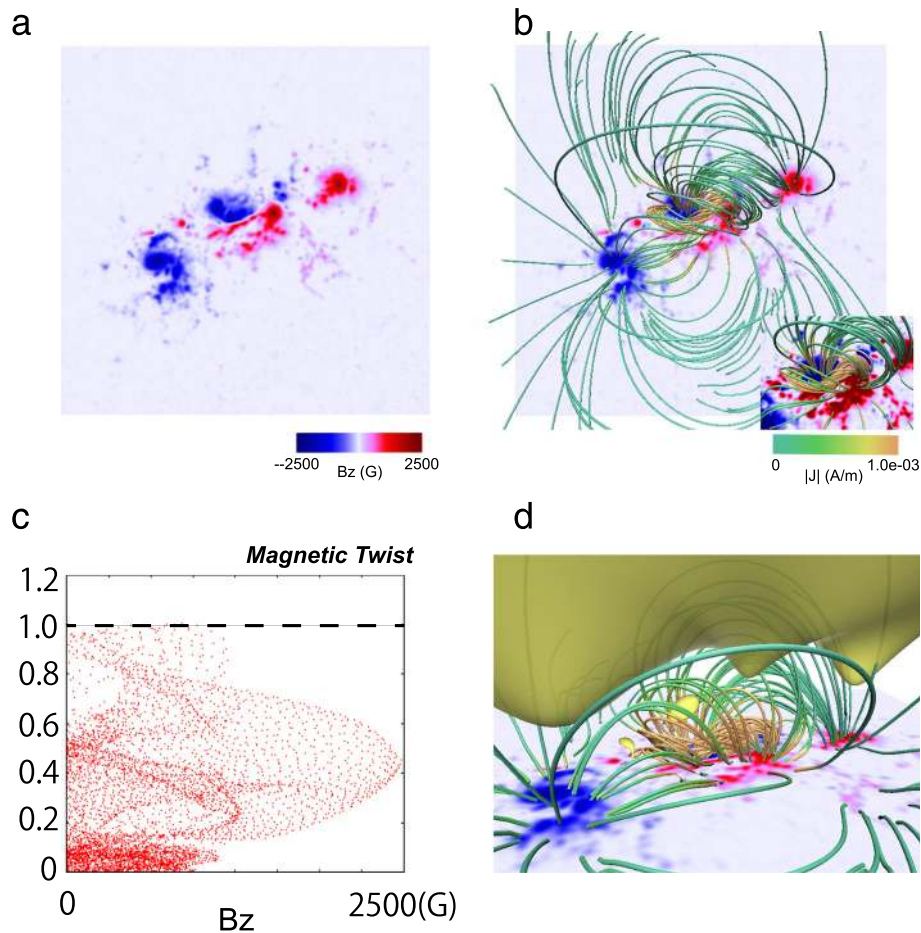 a
b
--2500 2500
Bz (G)
0 1.0e-03
|J| (A/m)
c
d
Magnetic Twist
1.2
1.0
0.8
0.6
0.4
0.2
0
0 2500(G)
Bz